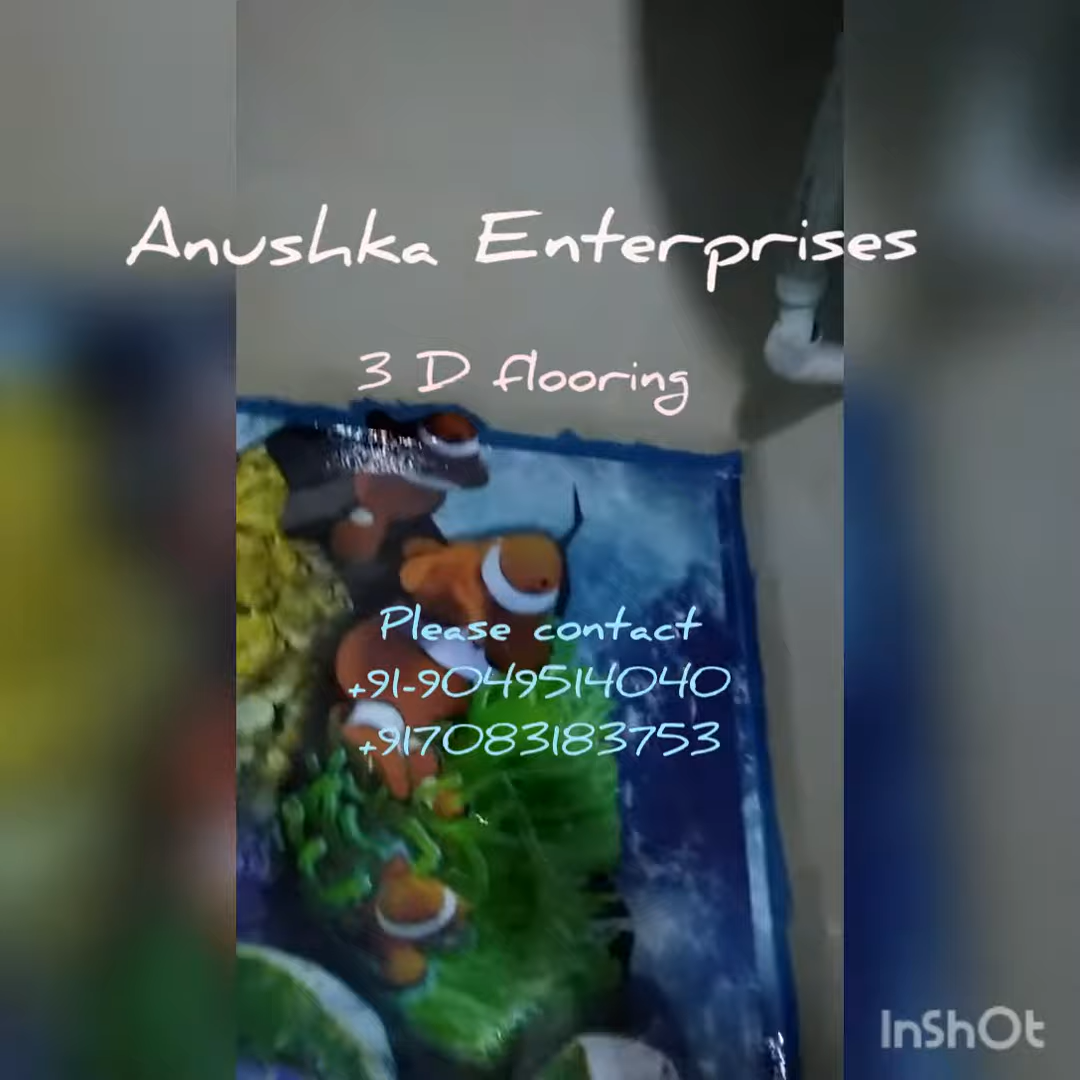 Anushka Enterprises
3 D flooring
Please contact
+91-9049514040
+917083183753
InShOt